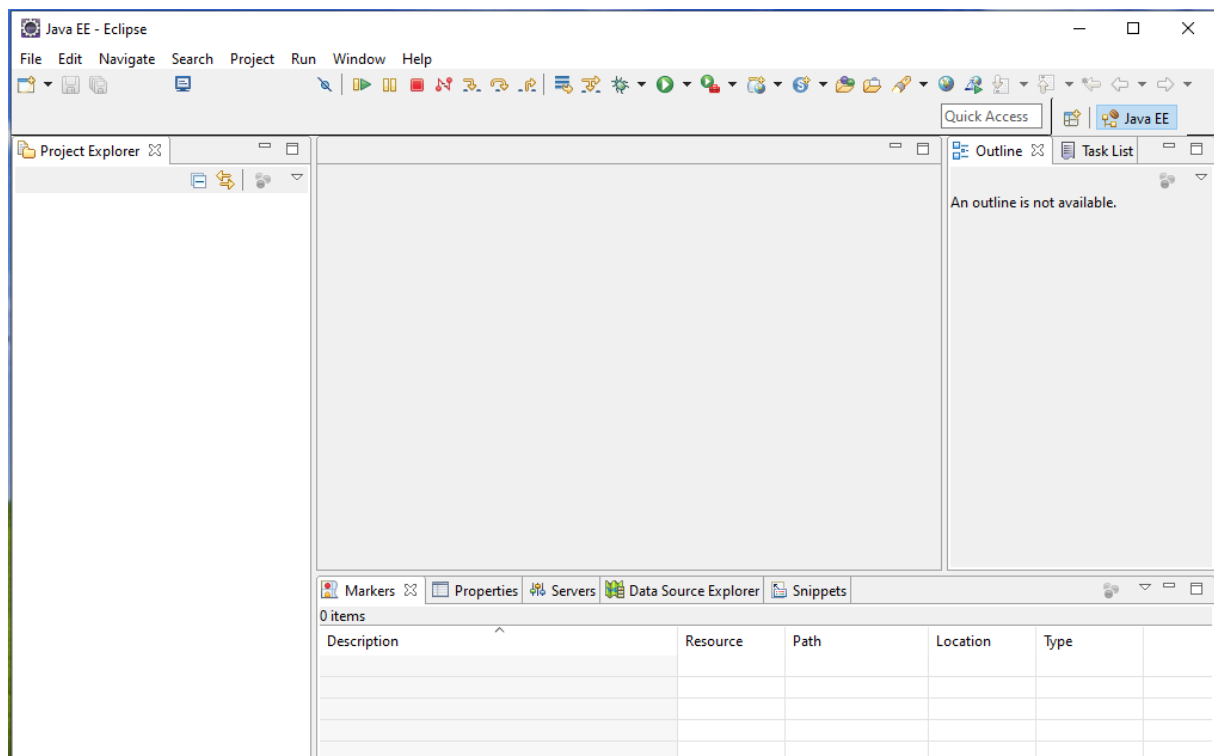 Java EE - Eclipse
File Edit Navigate Search Project Run Window Help
Quick Access
Java EE
Project Explorer
Outline
Task List
An outline is not available.
Markers
Properties
Servers
Data Source Explorer
Snippets
0 items
Description Resource Path Location Type